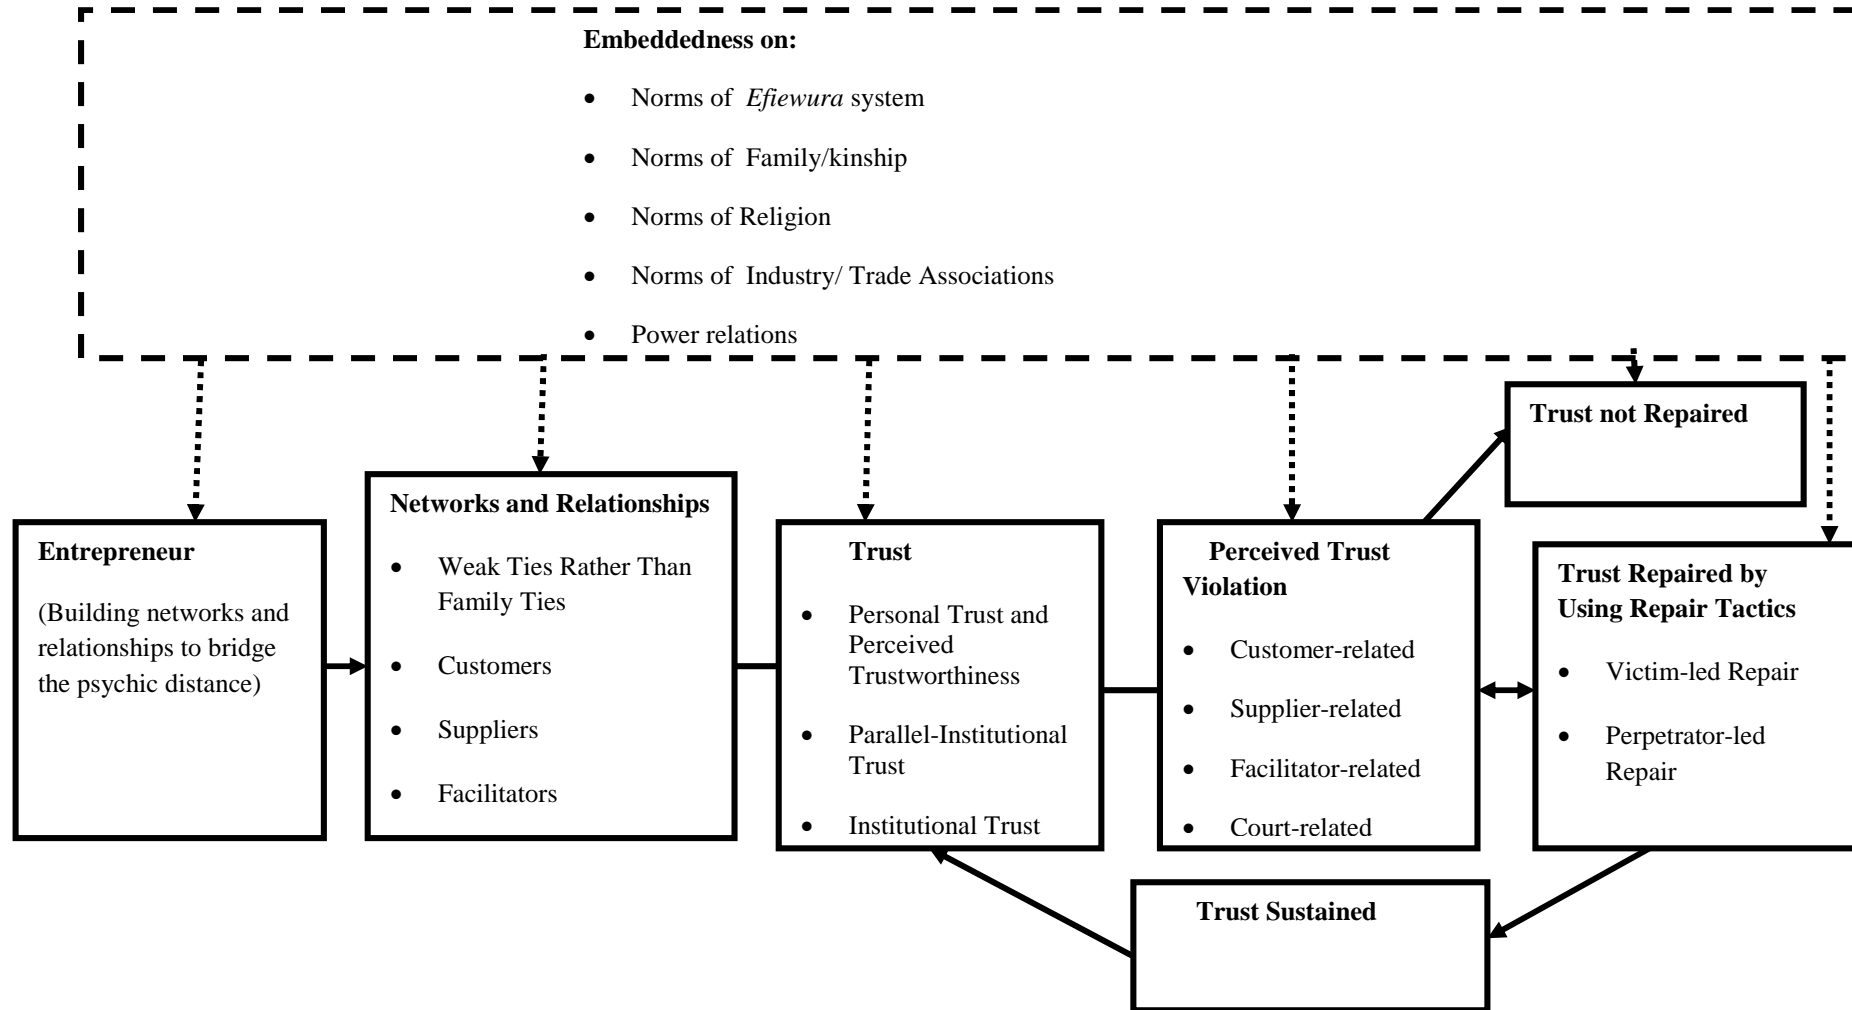 Embeddedness on:
• Norms of Efiewura system
• Norms of Family/kinship
• Norms of Religion
• Norms of Industry/ Trade Associations
• Power relations
Trust not Repaired
Networks and Relationships
• Weak Ties Rather Than
Family Ties
• Customers
• Suppliers
• Facilitators
Entrepreneur
(Building networks and
relationships to bridge
the psychic distance)
Trust
• Personal Trust and
Perceived
Trustworthiness
• Parallel-Institutional
Trust
• Institutional Trust
Perceived Trust
Violation
• Customer-related
• Supplier-related
• Facilitator-related
• Court-related
Trust Repaired by
Using Repair Tactics
• Victim-led Repair
• Perpetrator-led
Repair
Trust Sustained